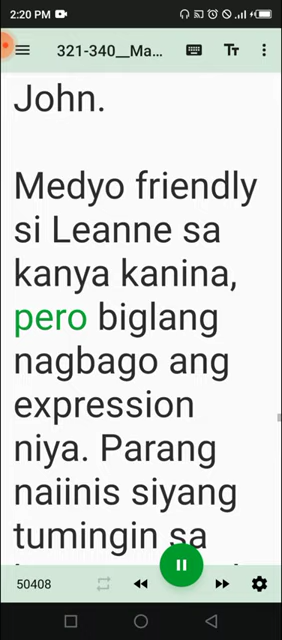 2:20 PM
321-340__Ma...
TT
John.
Medyo friendly
si Leanne sa
kanya kanina,
pero biglang
nagbago ang
expression
niya. Parang
naiinis siyang
tumingin sa
50408